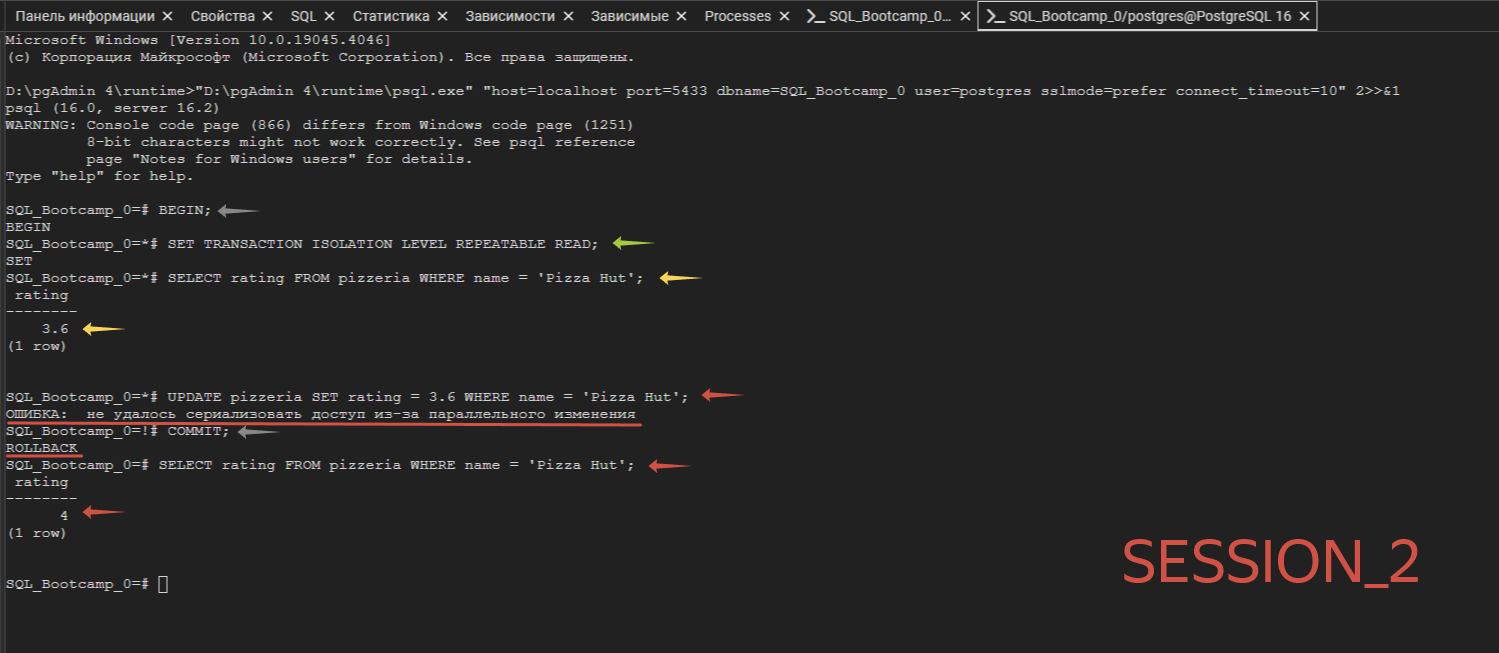 Панель информации × Свойства × SQL × Статистика × Зависимости × Зависимые × Processes × SQL_Bootcamp_0... × SQL_Bootcamp_0/postgres@PostgreSQL 16 ×
Microsoft Windows [Version 10.0.19045.4046]
(c) Корпорация Майкрософт (Microsoft Corporation). Все права защищены.
D:\pgAdmin 4\runtime>"D:\pgAdmin 4\runtime\psql.exe" "host=localhost port=5433 dbname=SQL_Bootcamp_0 user=postgres sslmode=prefer connect_timeout=10" 2>>&1
psql (16.0, server 16.2)
WARNING: Console code page (866) differs from Windows code page (1251)
8-bit characters might not work correctly. See psql reference
page "Notes for Windows users" for details.
Type "help" for help.
SQL_Bootcamp_0=# BEGIN;
BEGIN
SQL_Bootcamp_0=*# SET TRANSACTION ISOLATION LEVEL REPEATABLE READ;
SET
SQL_Bootcamp_0=*# SELECT rating FROM pizzeria WHERE name = 'Pizza Hut';
rating
--------
3.6
(1 row)
SQL_Bootcamp_0=*# UPDATE pizzeria SET rating = 3.6 WHERE name = 'Pizza Hut';
ОШИБКА:  не удалось сериализовать доступ из-за параллельного изменения
SQL_Bootcamp_0=!# COMMIT;
ROLLBACK
SQL_Bootcamp_0=# SELECT rating FROM pizzeria WHERE name = 'Pizza Hut';
rating
--------
4
(1 row)
SQL_Bootcamp_0=#
SESSION_2